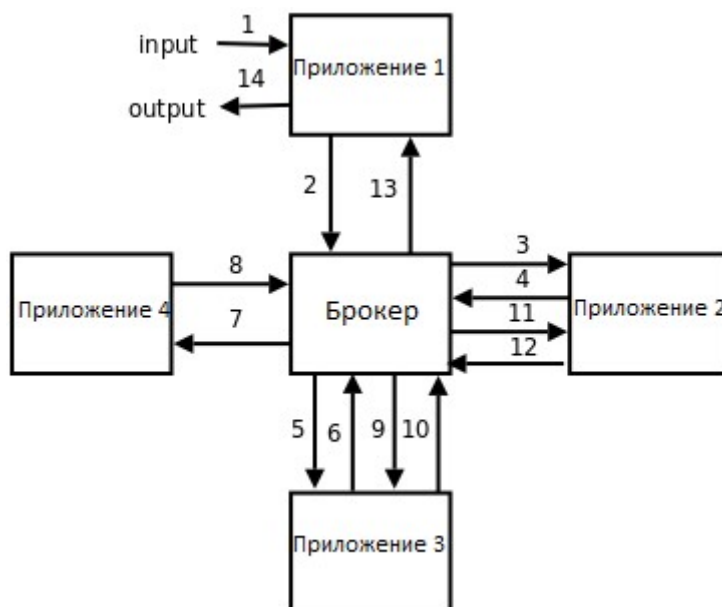 1
input
Приложение 1
14
output
2
13
3
8
4
Приложение 4
Брокер
Приложение 2
7
11
12
5
6
9
10
Приложение 3